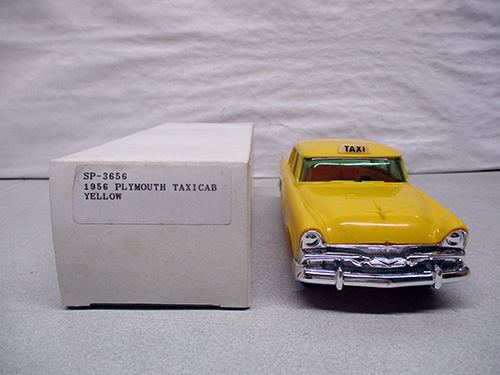 SP-3656
1956 PLYMOUTH TAXICAB
YELLOW
TAXI